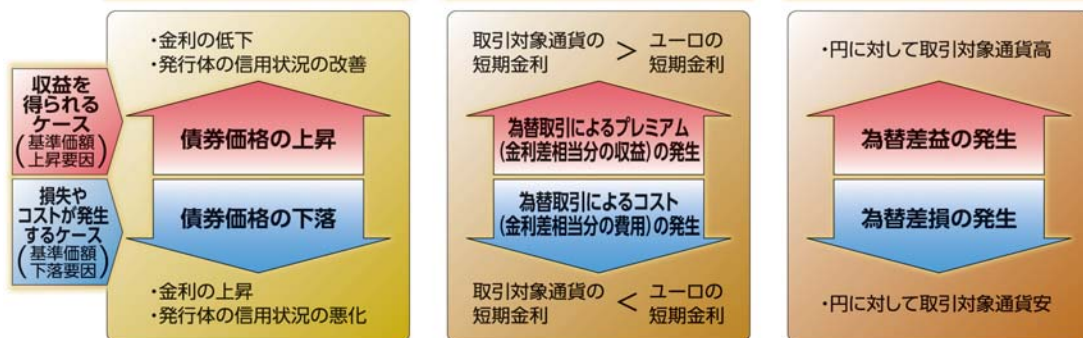 収益を
得られる
ケース
(基準価額
上昇要因)
損失や
コストが発生
するケース
(基準価額
下落要因)
・金利の低下
・発行体の信用状況の改善
債券価格の上昇
債券価格の下落
・金利の上昇
・発行体の信用状況の悪化
取引対象通貨の > ユーロの
短期金利 短期金利
為替取引によるプレミアム
(金利差相当分の収益)の発生
為替取引によるコスト
(金利差相当分の費用)の発生
取引対象通貨の < ユーロの
短期金利 短期金利
・円に対して取引対象通貨高
為替差益の発生
為替差損の発生
・円に対して取引対象通貨安